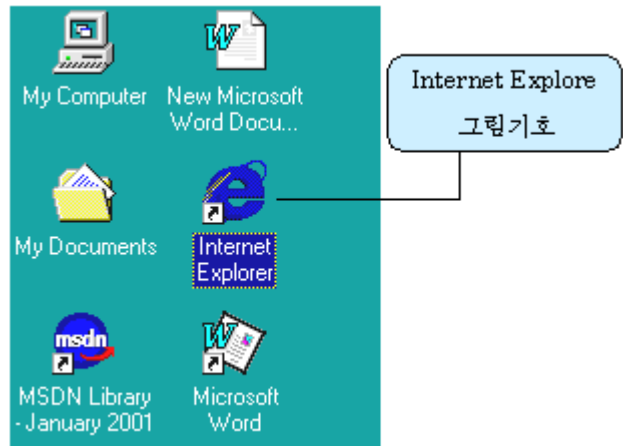 My Computer
New Microsoft
Word Docu...
Internet Explore
그림기호
My Documents
Internet
Explorer
msdn
MSDN Library
- January 2001
Microsoft
Word